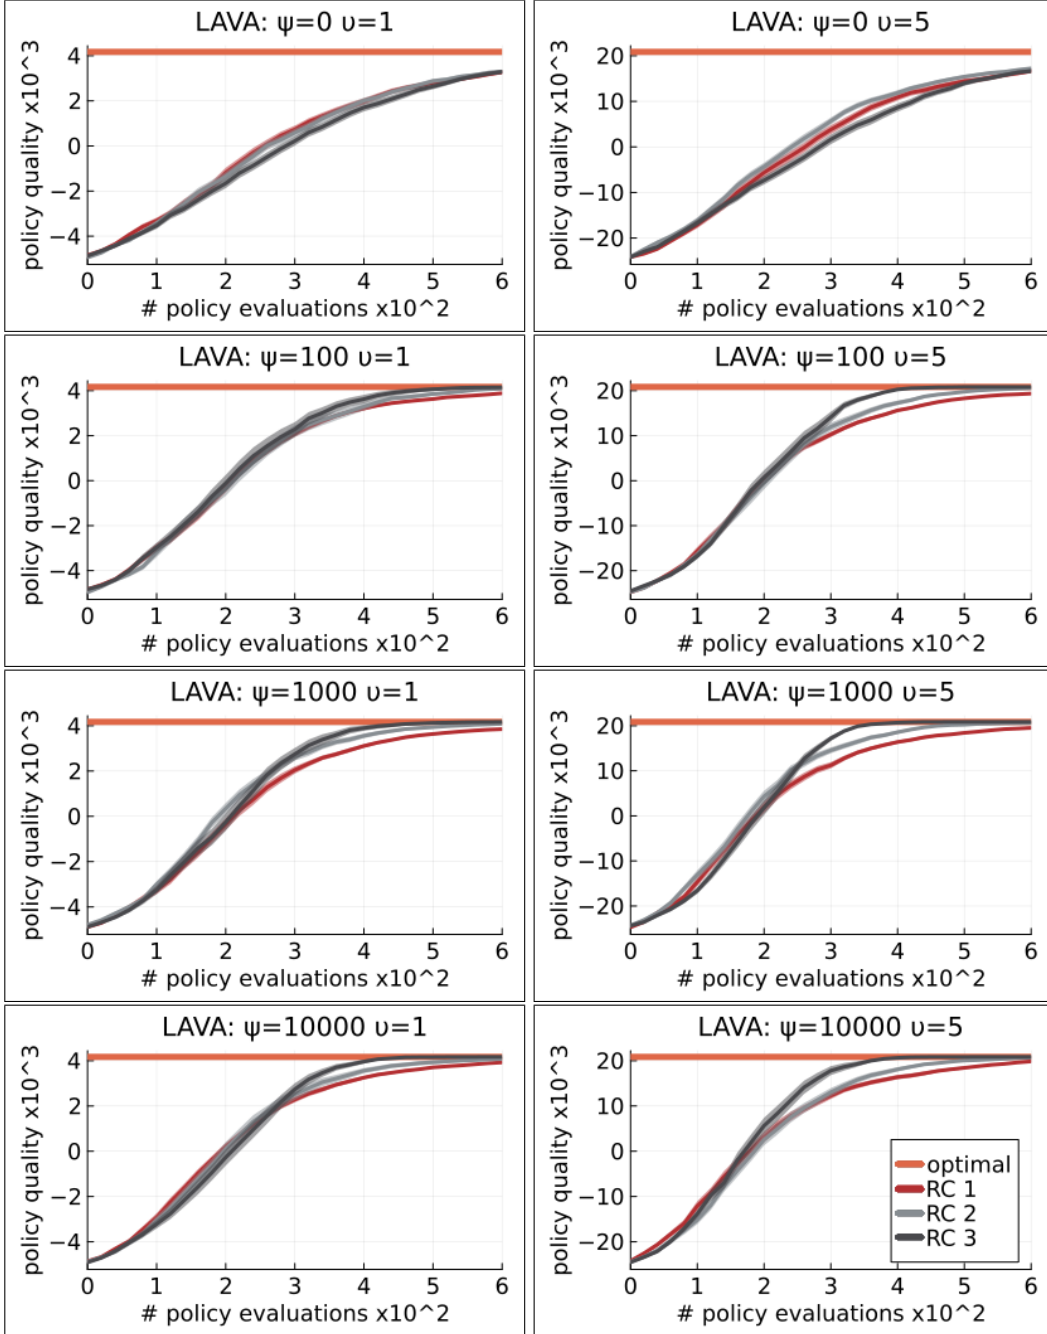 LAVA: ψ=0 υ=1
policy quality x10^3
4
2
0
−2
−4
0 1 2 3 4 5 6
# policy evaluations x10^2
LAVA: ψ=0 υ=5
policy quality x10^3
20
10
0
−10
−20
0 1 2 3 4 5 6
# policy evaluations x10^2
LAVA: ψ=100 υ=1
policy quality x10^3
4
2
0
−2
−4
0 1 2 3 4 5 6
# policy evaluations x10^2
LAVA: ψ=100 υ=5
policy quality x10^3
20
10
0
−10
−20
0 1 2 3 4 5 6
# policy evaluations x10^2
LAVA: ψ=1000 υ=1
policy quality x10^3
4
2
0
−2
−4
0 1 2 3 4 5 6
# policy evaluations x10^2
LAVA: ψ=1000 υ=5
policy quality x10^3
20
10
0
−10
−20
0 1 2 3 4 5 6
# policy evaluations x10^2
LAVA: ψ=10000 υ=1
policy quality x10^3
4
2
0
−2
−4
0 1 2 3 4 5 6
# policy evaluations x10^2
LAVA: ψ=10000 υ=5
policy quality x10^3
20
10
0
−10
−20
0 1 2 3 4 5 6
# policy evaluations x10^2
optimal
RC 1
RC 2
RC 3